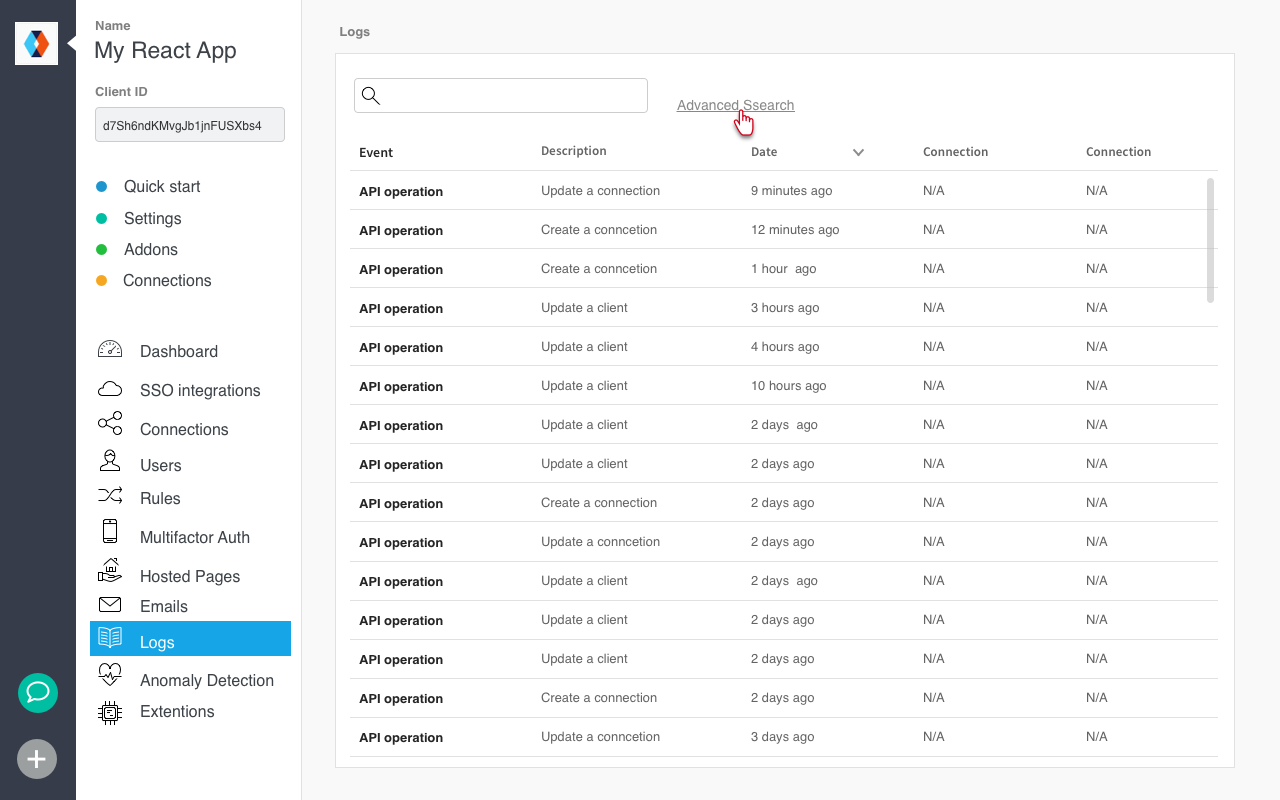 Name
My React App
Client ID
d7Sh6ndKMvgJb1jnFUSXbs4
Quick start
Settings
Addons
Connections
Dashboard
SSO integrations
Connections
Users
Rules
Multifactor Auth
Hosted Pages
Emails
Logs
Anomaly Detection
Extentions
Logs
Advanced Ssearch
Event Description Date Connection Connection
API operation Update a connection 9 minutes ago N/A N/A
API operation Create a conncetion 12 minutes ago N/A N/A
API operation Create a conncetion 1 hour  ago N/A N/A
API operation Update a client 3 hours ago N/A N/A
API operation Update a client 4 hours ago N/A N/A
API operation Update a client 10 hours ago N/A N/A
API operation Update a client 2 days  ago N/A N/A
API operation Update a client 2 days ago N/A N/A
API operation Create a connection 2 days ago N/A N/A
API operation Update a conncetion 2 days ago N/A N/A
API operation Update a client 2 days  ago N/A N/A
API operation Update a client 2 days ago N/A N/A
API operation Update a client 2 days ago N/A N/A
API operation Create a connection 2 days ago N/A N/A
API operation Update a conncetion 3 days ago N/A N/A